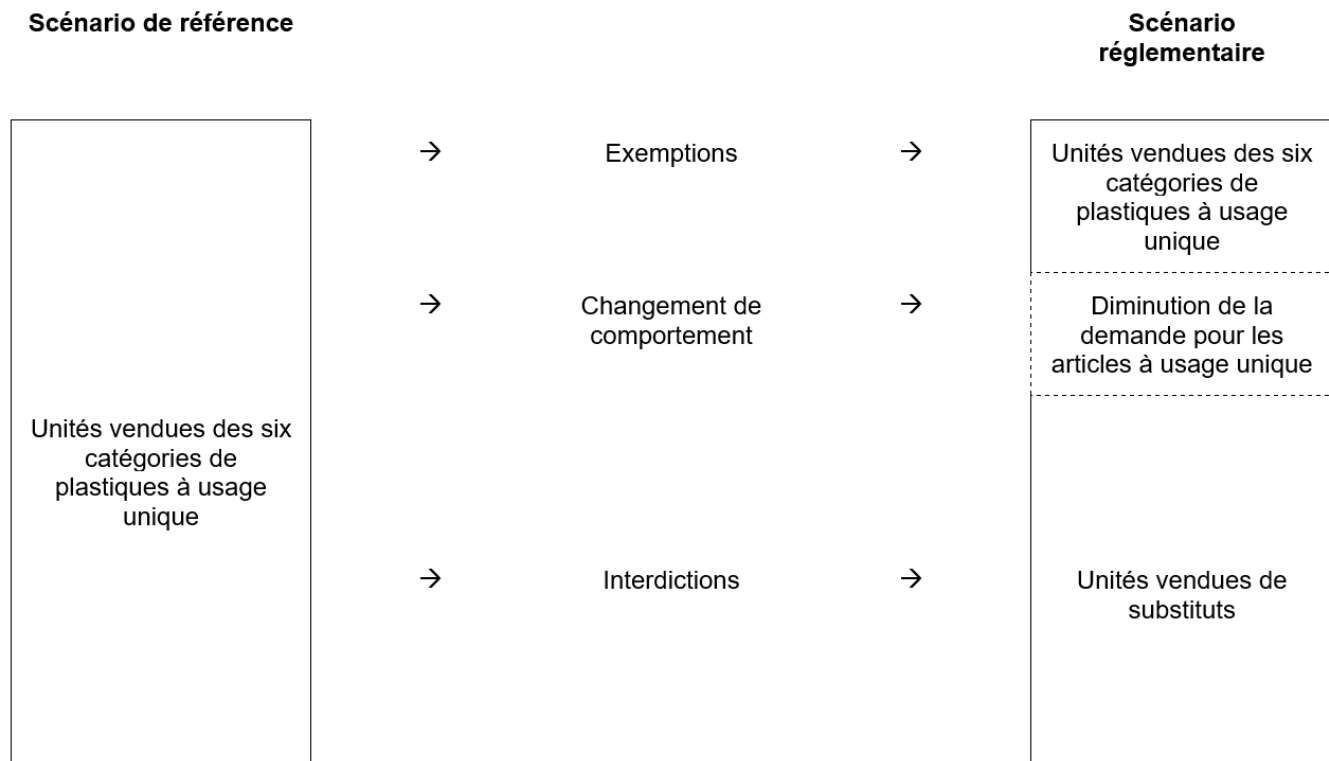 Scénario de référence
Scénario
réglementaire
→ Exemptions →
Unités vendues des six
catégories de
plastiques à usage
unique
→ Changement de →
comportement
Diminution de la
demande pour les
articles à usage unique
Unités vendues des six
catégories de
plastiques à usage
unique
→ Interdictions →
Unités vendues de
substituts